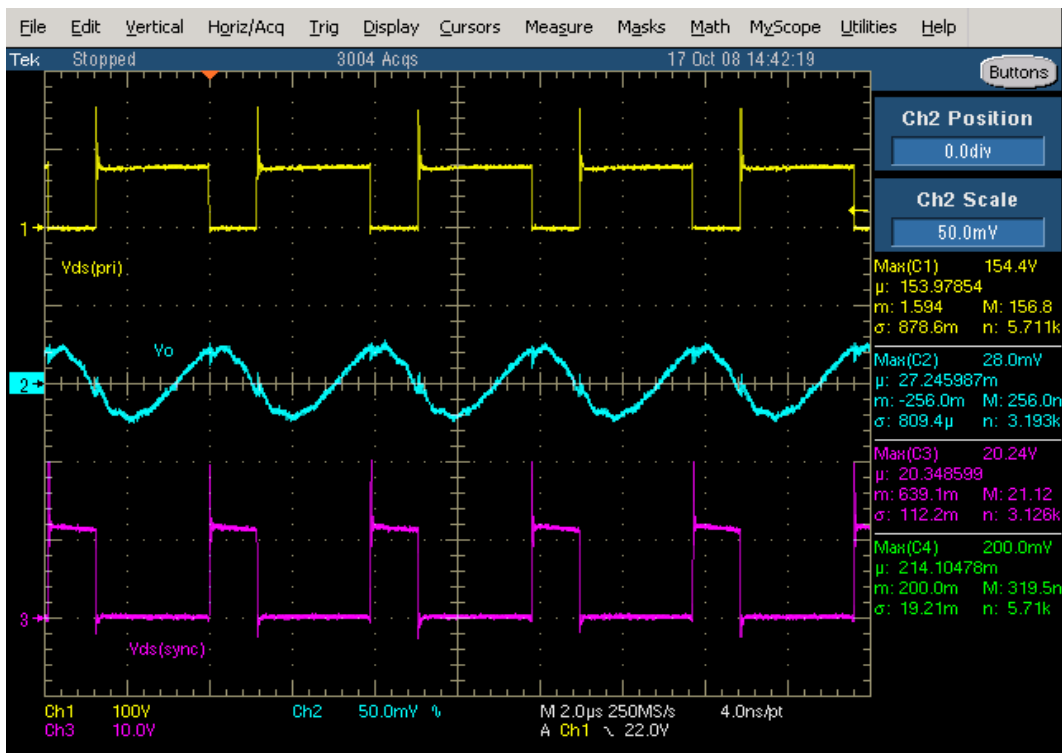 File Edit Vertical Horiz/Acq Trig Display Cursors Measure Masks Math MyScope Utilities Help
Tek Stopped 3004 Acqs 17 Oct 08 14:42:19
Buttons
Ch2 Position
0.0div
Ch2 Scale
50.0mV
1
Vds(pri)
Max(C1) 154.4V
µ: 153.97854
m: 1.594 M: 156.8
σ: 878.6m n: 5.711k
Vo
2
Max(C2) 28.0mV
µ: 27.245987m
m: -256.0m M: 256.0n
σ: 809.4µ n: 3.193k
Max(C3) 20.24V
µ: 20.348599
m: 639.1m M: 21.12
σ: 112.2m n: 3.126k
Max(C4) 200.0mV
µ: 214.10478m
m: 200.0m M: 319.5n
σ: 19.21m n: 5.71k
3
Vds(sync)
Ch1 100V Ch2 50.0mV M 2.0µs 250MS/s 4.0ns/pt
Ch3 10.0V A Ch1 22.0V